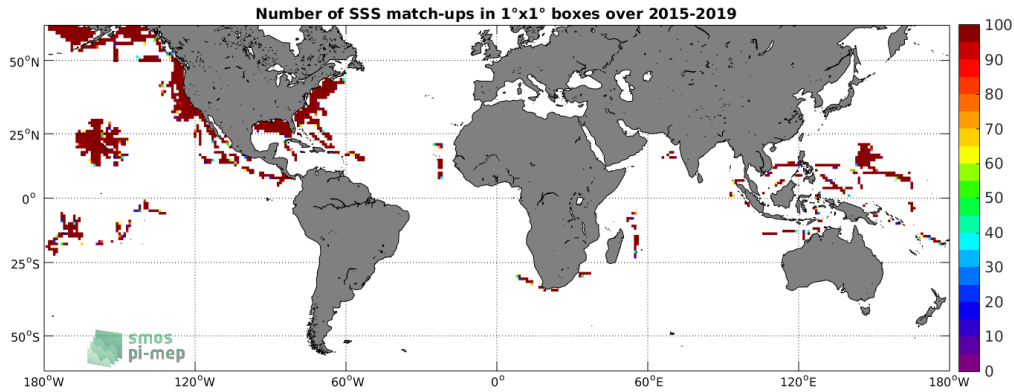 Number of SSS match-ups in 1°x1° boxes over 2015-2019
50°N
25°N
0°
25°S
50°S
180°W 120°W 60°W 0° 60°E 120°E 180°W
100
90
80
70
60
50
40
30
20
10
0
smos
pi-mep